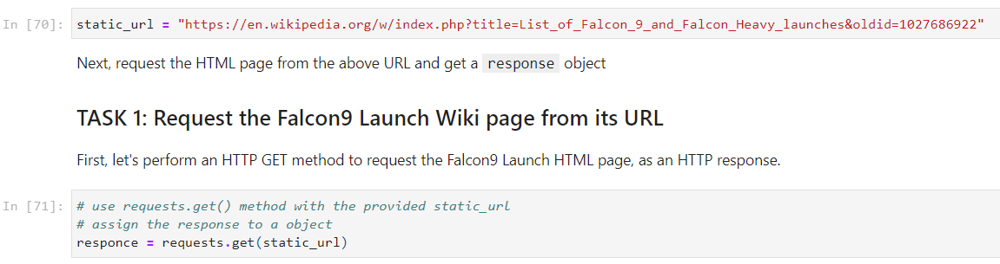 In [70]: static_url = "https://en.wikipedia.org/w/index.php?title=List_of_Falcon_9_and_Falcon_Heavy_launches&oldid=1027686922"
Next, request the HTML page from the above URL and get a response object
TASK 1: Request the Falcon9 Launch Wiki page from its URL
First, let's perform an HTTP GET method to request the Falcon9 Launch HTML page, as an HTTP response.
In [71]: # use requests.get() method with the provided static_url
# assign the response to a object
responce = requests.get(static_url)